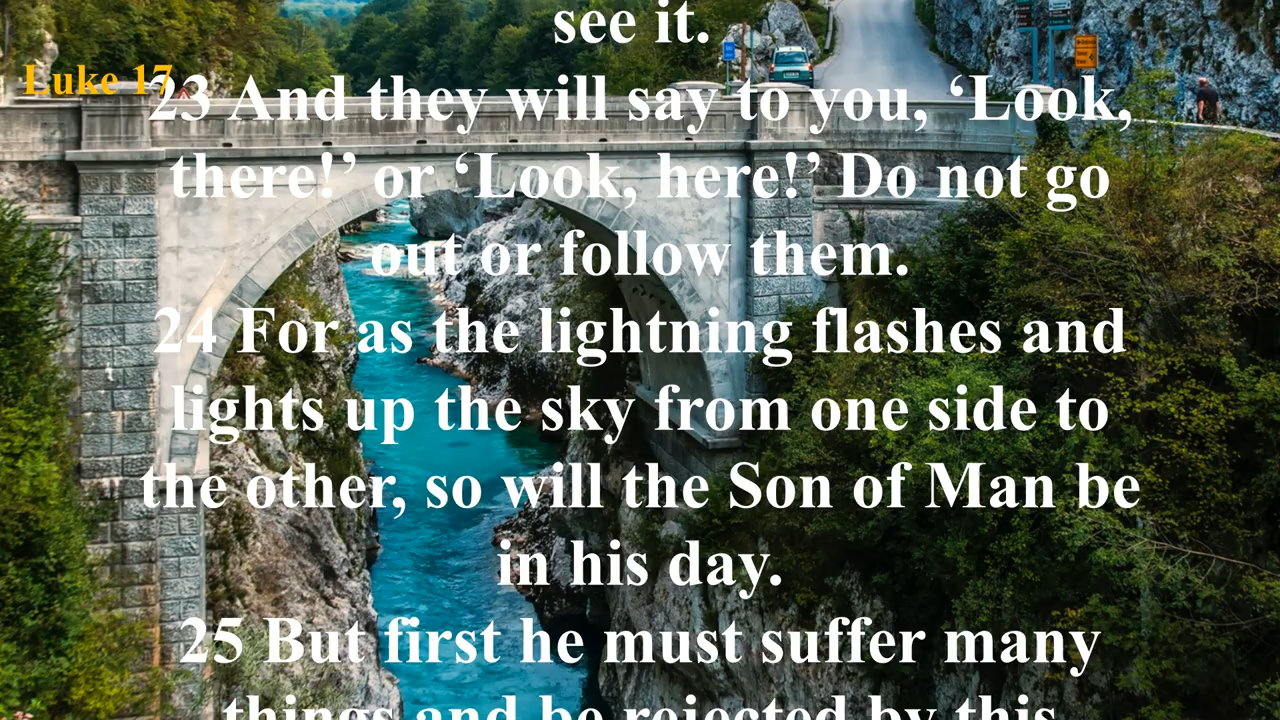 see it.
Luke 17
23 And they will say to you, ‘Look,
there!’ or ‘Look, here!’ Do not go
out or follow them.
24 For as the lightning flashes and
lights up the sky from one side to
the other, so will the Son of Man be
in his day.
25 But first he must suffer many
things and be rejected by this